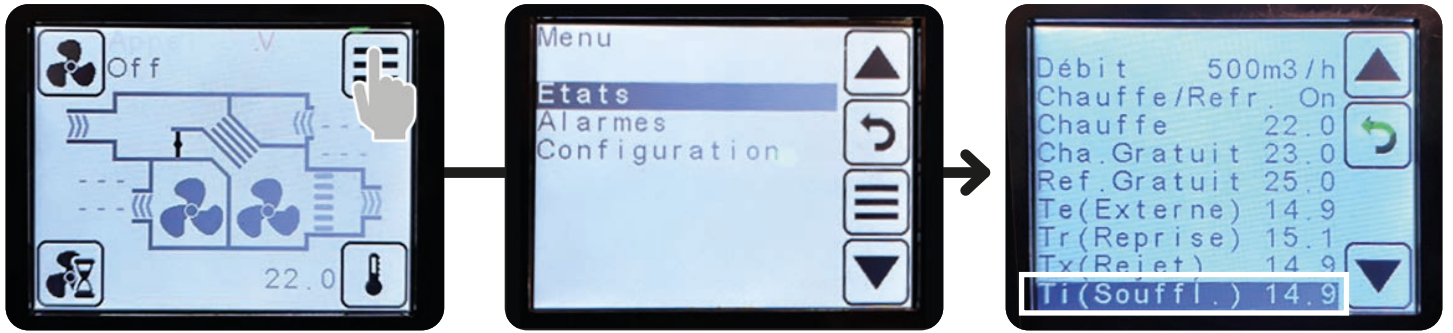 Off
22.0
Menu
Etats
Alarmes
Configuration
Débit 500m3/h
Chauffe/Refr. On
Chauffe 22.0
Cha.Gratuit 23.0
Ref.Gratuit 25.0
Te(Externe) 14.9
Tr(Reprise) 15.1
Tx(Rejet) 14.9
Ti(Souffl.) 14.9